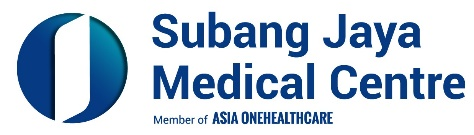 Subang Jaya
Medical Centre
Member of ASIA ONEHEALTHCARE